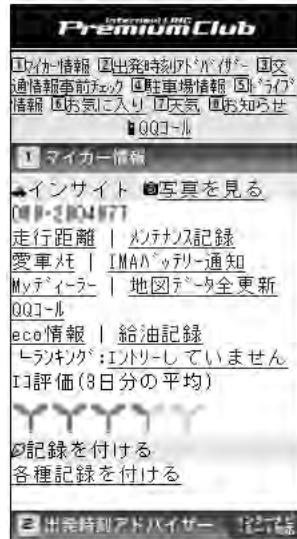 internavi LINC
PremiumClub
1マイカー情報 2出発時刻ｱﾄﾞﾊﾞｲｻﾞｰ 3交
通情報事前ﾁｪｯｸ 4駐車場情報 5ﾄﾞﾗｲﾌﾞ
情報 6お気に入り 7天気 8お知らせ
QQｺｰﾙ
1 マイカー情報
インサイト 写真を見る
走行距離 | ﾒﾝﾃﾅﾝｽ記録
愛車ﾒﾓ | IMAﾊﾞｯﾃﾘｰ通知
Myﾃﾞｨｰﾗｰ | 地図ﾃﾞｰﾀ全更新
QQｺｰﾙ
eco情報 | 給油記録
└ﾗﾝｷﾝｸﾞ:ｴﾝﾄﾘｰしていません
ｴｺ評価(3日分の平均)
記録を付ける
各種記録を付ける
2 出発時刻アドバイザー